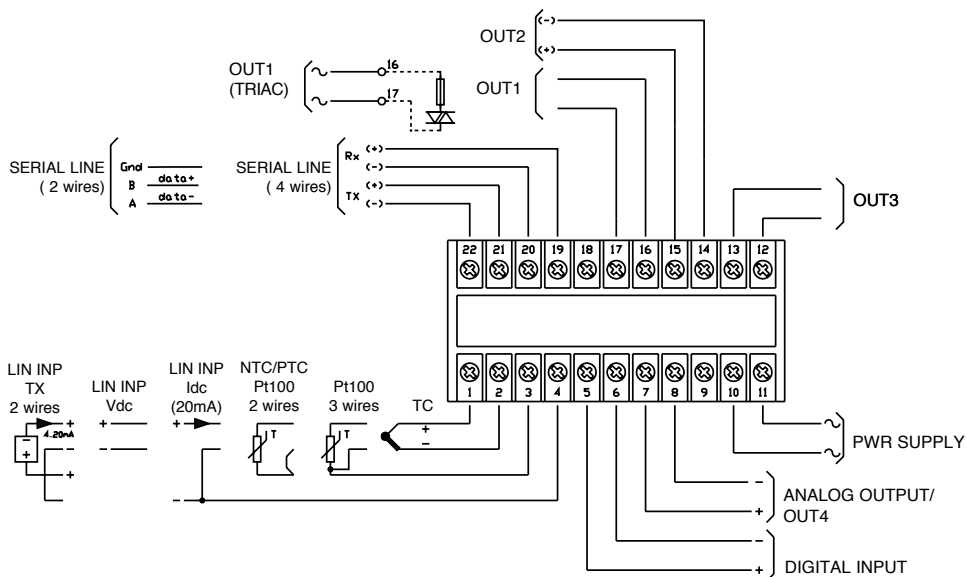 OUT2
(-)
(+)
OUT1
(TRIAC)
16
17
OUT1
SERIAL LINE
( 2 wires)
Gnd
B data+
A data-
SERIAL LINE
( 4 wires)
Rx (+)
(-)
(+)
TX (-)
OUT3
22 21 20 19 18 17 16 15 14 13 12
1 2 3 4 5 6 7 8 9 10 11
LIN INP
TX
2 wires
+
4..20mA
-
+
- +
LIN INP
Vdc
+
-
LIN INP
Idc
(20mA)
+
-
NTC/PTC
Pt100
2 wires
T
Pt100
3 wires
T
TC
+
-
PWR SUPPLY
-
+
ANALOG OUTPUT/
OUT4
-
+
DIGITAL INPUT